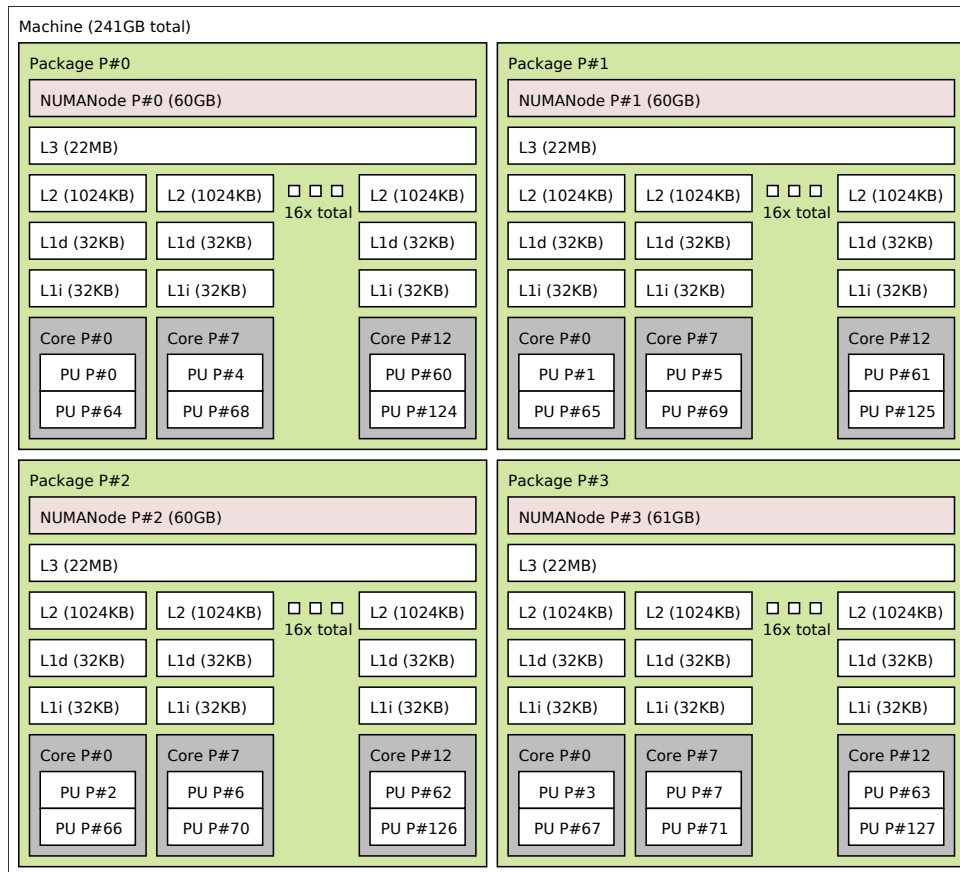 Machine (241GB total)
Package P#0
NUMANode P#0 (60GB)
L3 (22MB)
L2 (1024KB) L2 (1024KB) 16x total L2 (1024KB)
L1d (32KB) L1d (32KB) L1d (32KB)
L1i (32KB) L1i (32KB) L1i (32KB)
Core P#0 Core P#7 Core P#12
PU P#0 PU P#4 PU P#60
PU P#64 PU P#68 PU P#124
Package P#1
NUMANode P#1 (60GB)
L3 (22MB)
L2 (1024KB) L2 (1024KB) 16x total L2 (1024KB)
L1d (32KB) L1d (32KB) L1d (32KB)
L1i (32KB) L1i (32KB) L1i (32KB)
Core P#0 Core P#7 Core P#12
PU P#1 PU P#5 PU P#61
PU P#65 PU P#69 PU P#125
Package P#2
NUMANode P#2 (60GB)
L3 (22MB)
L2 (1024KB) L2 (1024KB) 16x total L2 (1024KB)
L1d (32KB) L1d (32KB) L1d (32KB)
L1i (32KB) L1i (32KB) L1i (32KB)
Core P#0 Core P#7 Core P#12
PU P#2 PU P#6 PU P#62
PU P#66 PU P#70 PU P#126
Package P#3
NUMANode P#3 (61GB)
L3 (22MB)
L2 (1024KB) L2 (1024KB) 16x total L2 (1024KB)
L1d (32KB) L1d (32KB) L1d (32KB)
L1i (32KB) L1i (32KB) L1i (32KB)
Core P#0 Core P#7 Core P#12
PU P#3 PU P#7 PU P#63
PU P#67 PU P#71 PU P#127